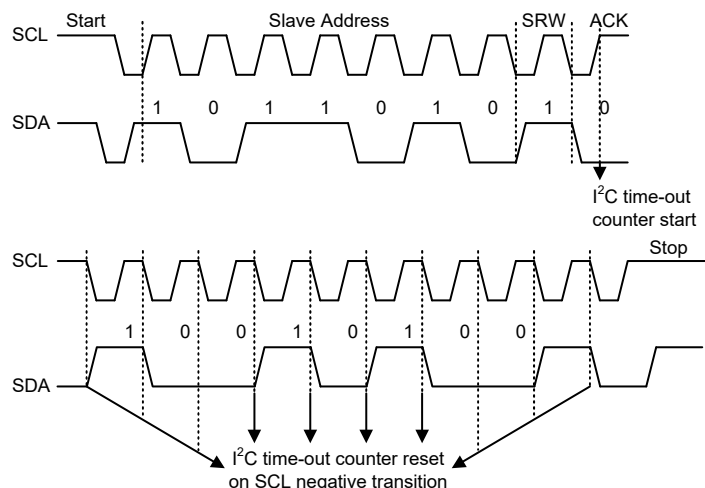 Start Slave Address SRW ACK
SCL
1 0 1 1 0 1 0 1 0
SDA
I²C time-out
counter start
Stop
SCL
1 0 0 1 0 1 0 0
SDA
I²C time-out counter reset
on SCL negative transition